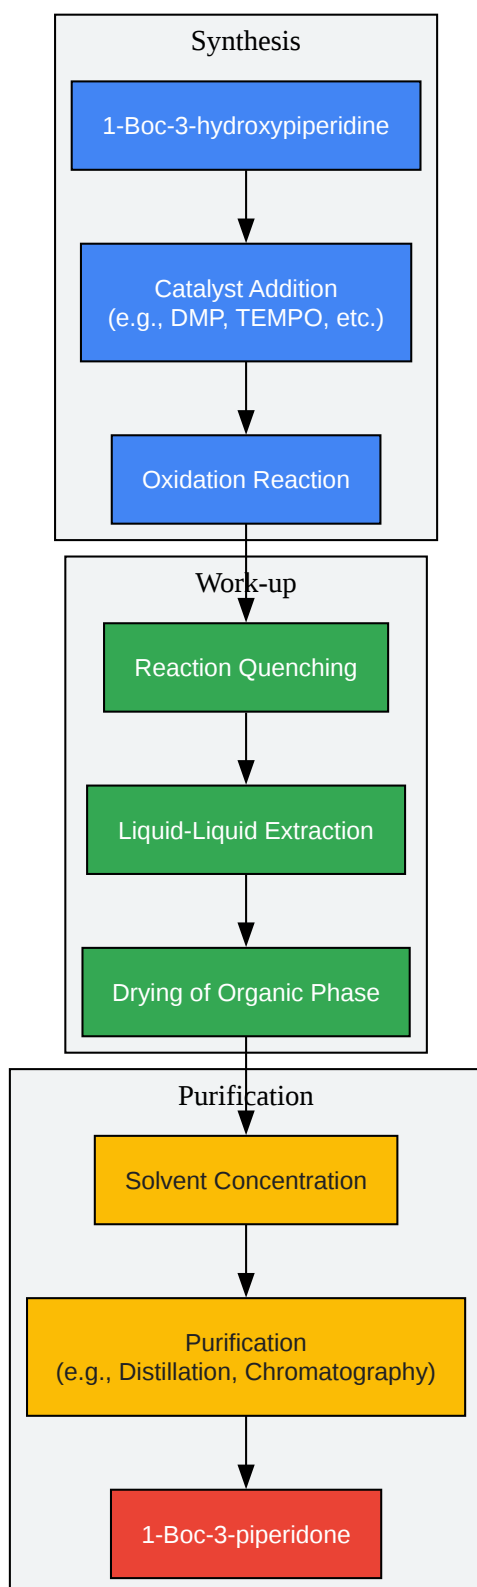 Synthesis
1-Boc-3-hydroxypiperidine
Catalyst Addition
(e.g., DMP, TEMPO, etc.)
Oxidation Reaction
Work-up
Reaction Quenching
Liquid-Liquid Extraction
Drying of Organic Phase
Purification
Solvent Concentration
Purification
(e.g., Distillation, Chromatography)
1-Boc-3-piperidone